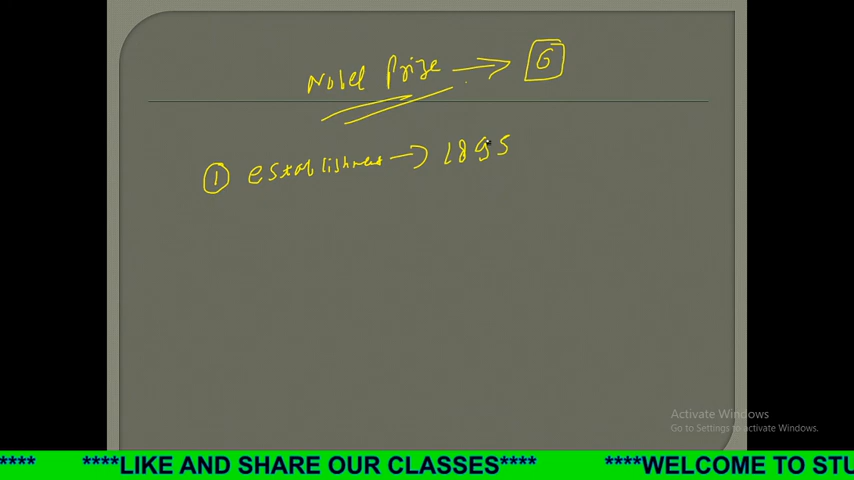 Nobel Prize → 6
① establishment → 1895
Activate Windows
Go to Settings to activate Windows.
**** ****LIKE AND SHARE OUR CLASSES**** ****WELCOME TO STU